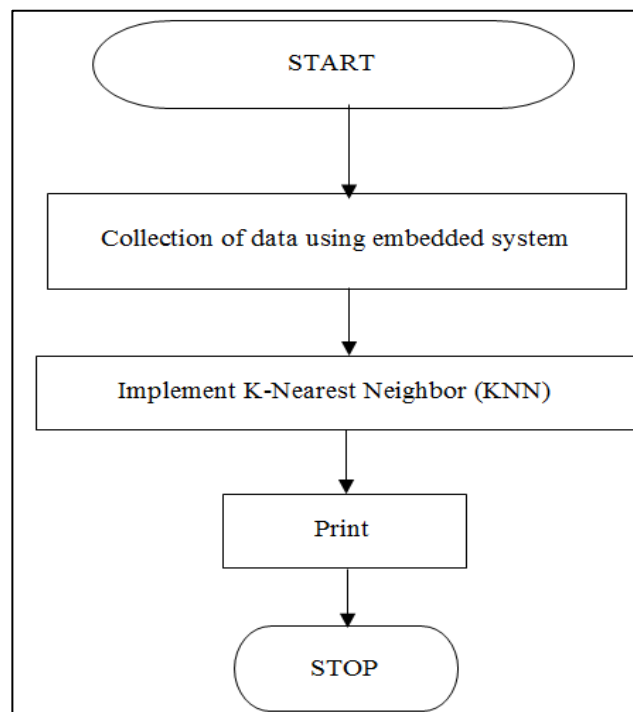 START
Collection of data using embedded system
Implement K-Nearest Neighbor (KNN)
Print
STOP